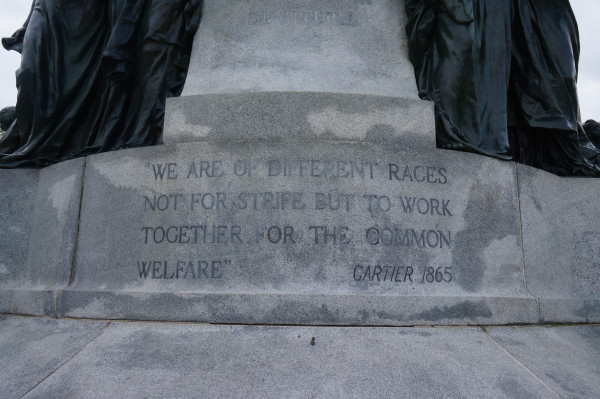 "WE ARE OF DIFFERENT RACES
NOT FOR STRIFE BUT TO WORK
TOGETHER FOR THE COMMON
WELFARE" CARTIER 1865